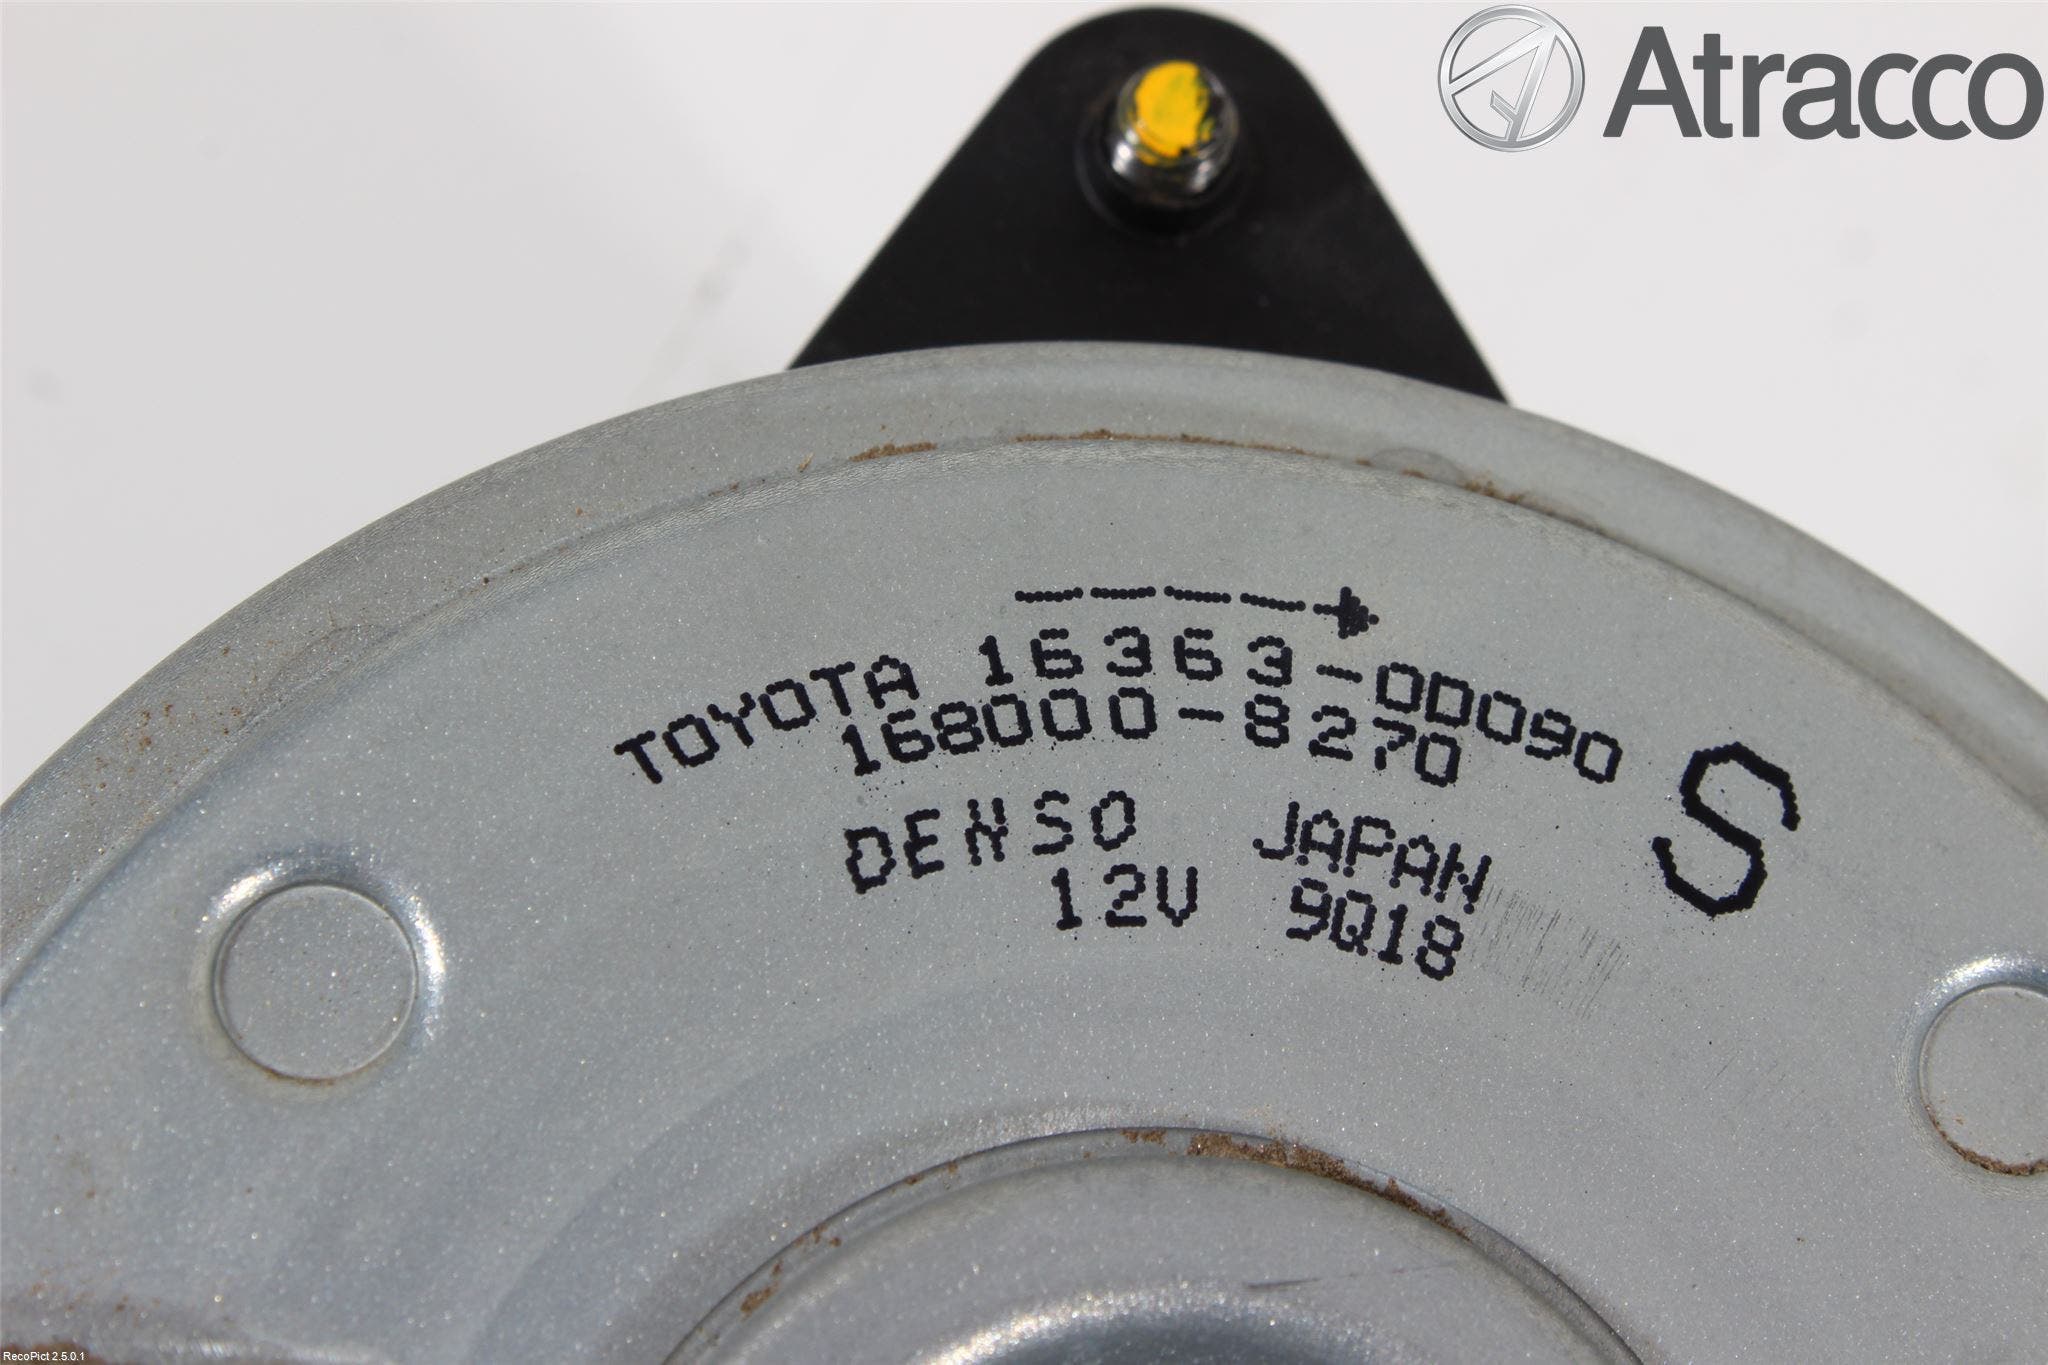 Atracco
TOYOTA 16363-0D090
168000-8270 S
DENSO JAPAN
12V 9Q18
RecoPict 2.5.0.1